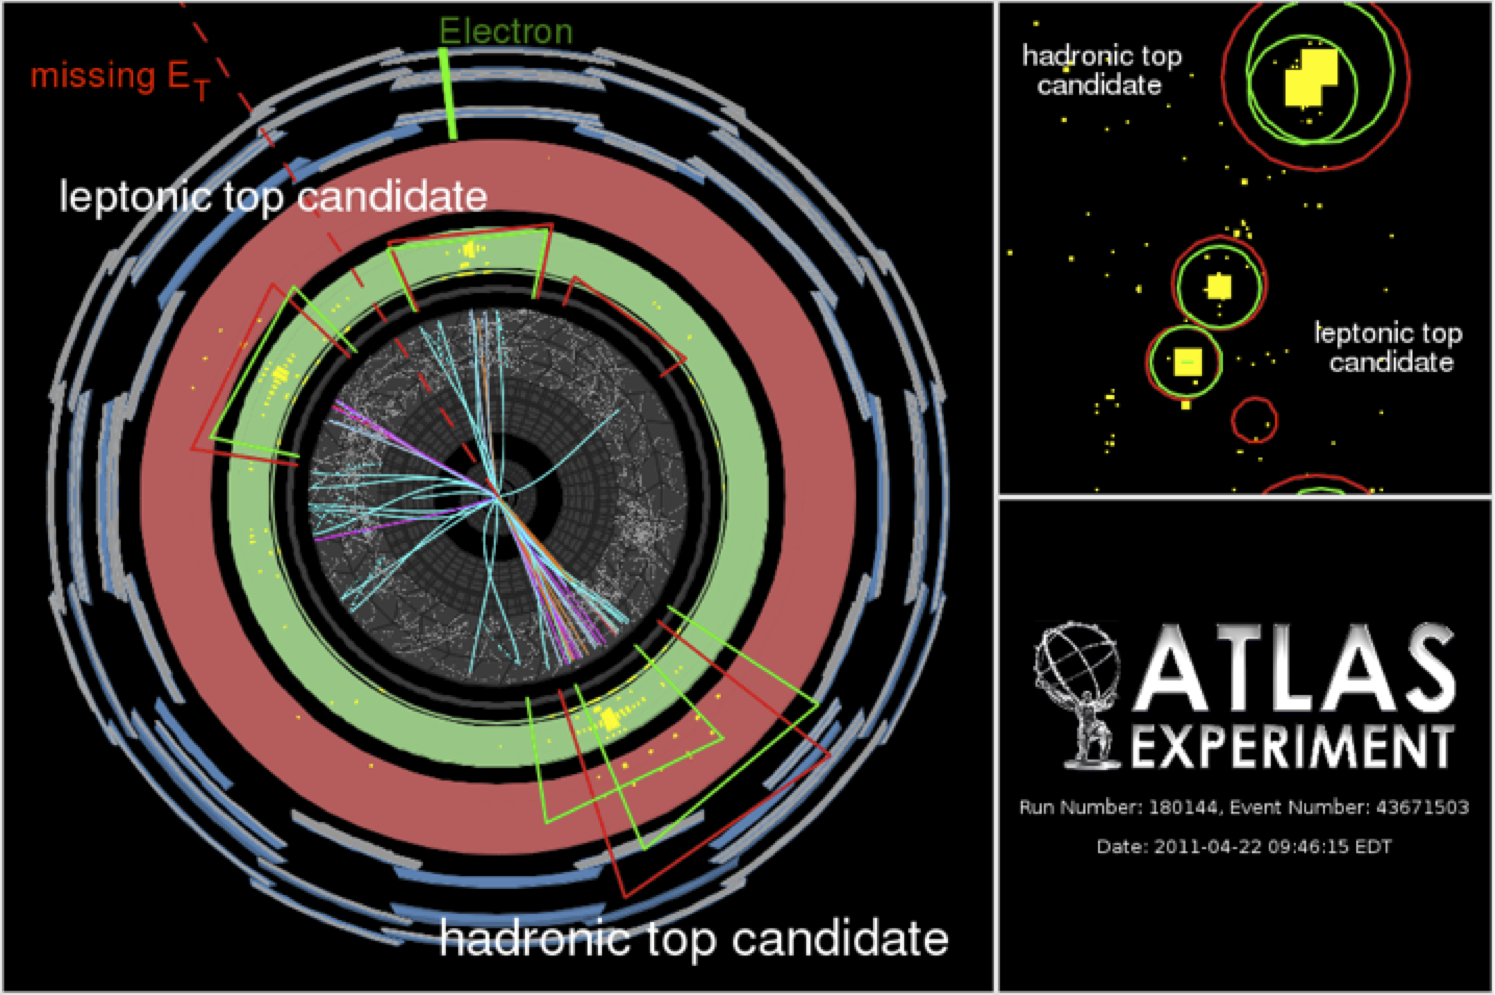 Electron
missing E_T
leptonic top candidate
hadronic top candidate
hadronic top
candidate
leptonic top
candidate
ATLAS
EXPERIMENT
Run Number: 180144, Event Number: 43671503
Date: 2011-04-22 09:46:15 EDT